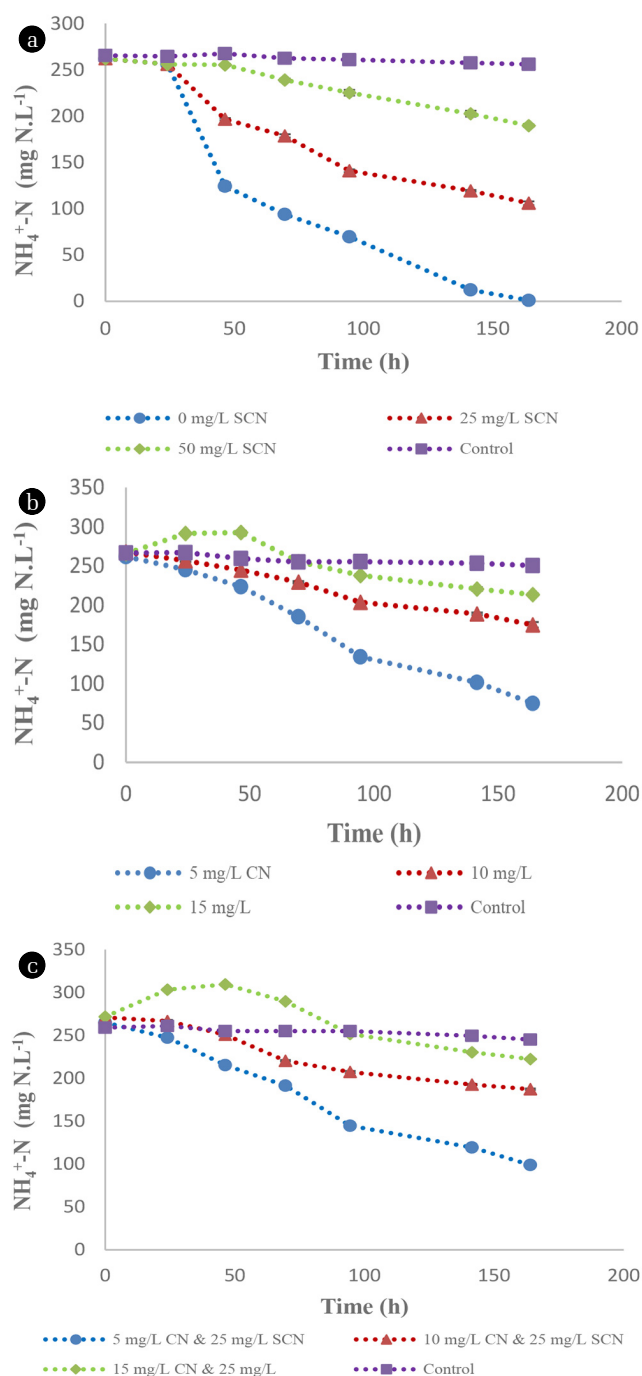 a
300
250
200
150
100
50
0
NH₄⁺-N (mg N.L⁻¹)
0 50 100 150 200
Time (h)
0 mg/L SCN 25 mg/L SCN
50 mg/L SCN Control
b
350
300
250
200
150
100
50
0
NH₄⁺-N (mg N.L⁻¹)
0 50 100 150 200
Time (h)
5 mg/L CN 10 mg/L
15 mg/L Control
c
350
300
250
200
150
100
50
0
NH₄⁺-N (mg N.L⁻¹)
0 50 100 150 200
Time (h)
5 mg/L CN & 25 mg/L SCN 10 mg/L CN & 25 mg/L SCN
15 mg/L CN & 25 mg/L Control